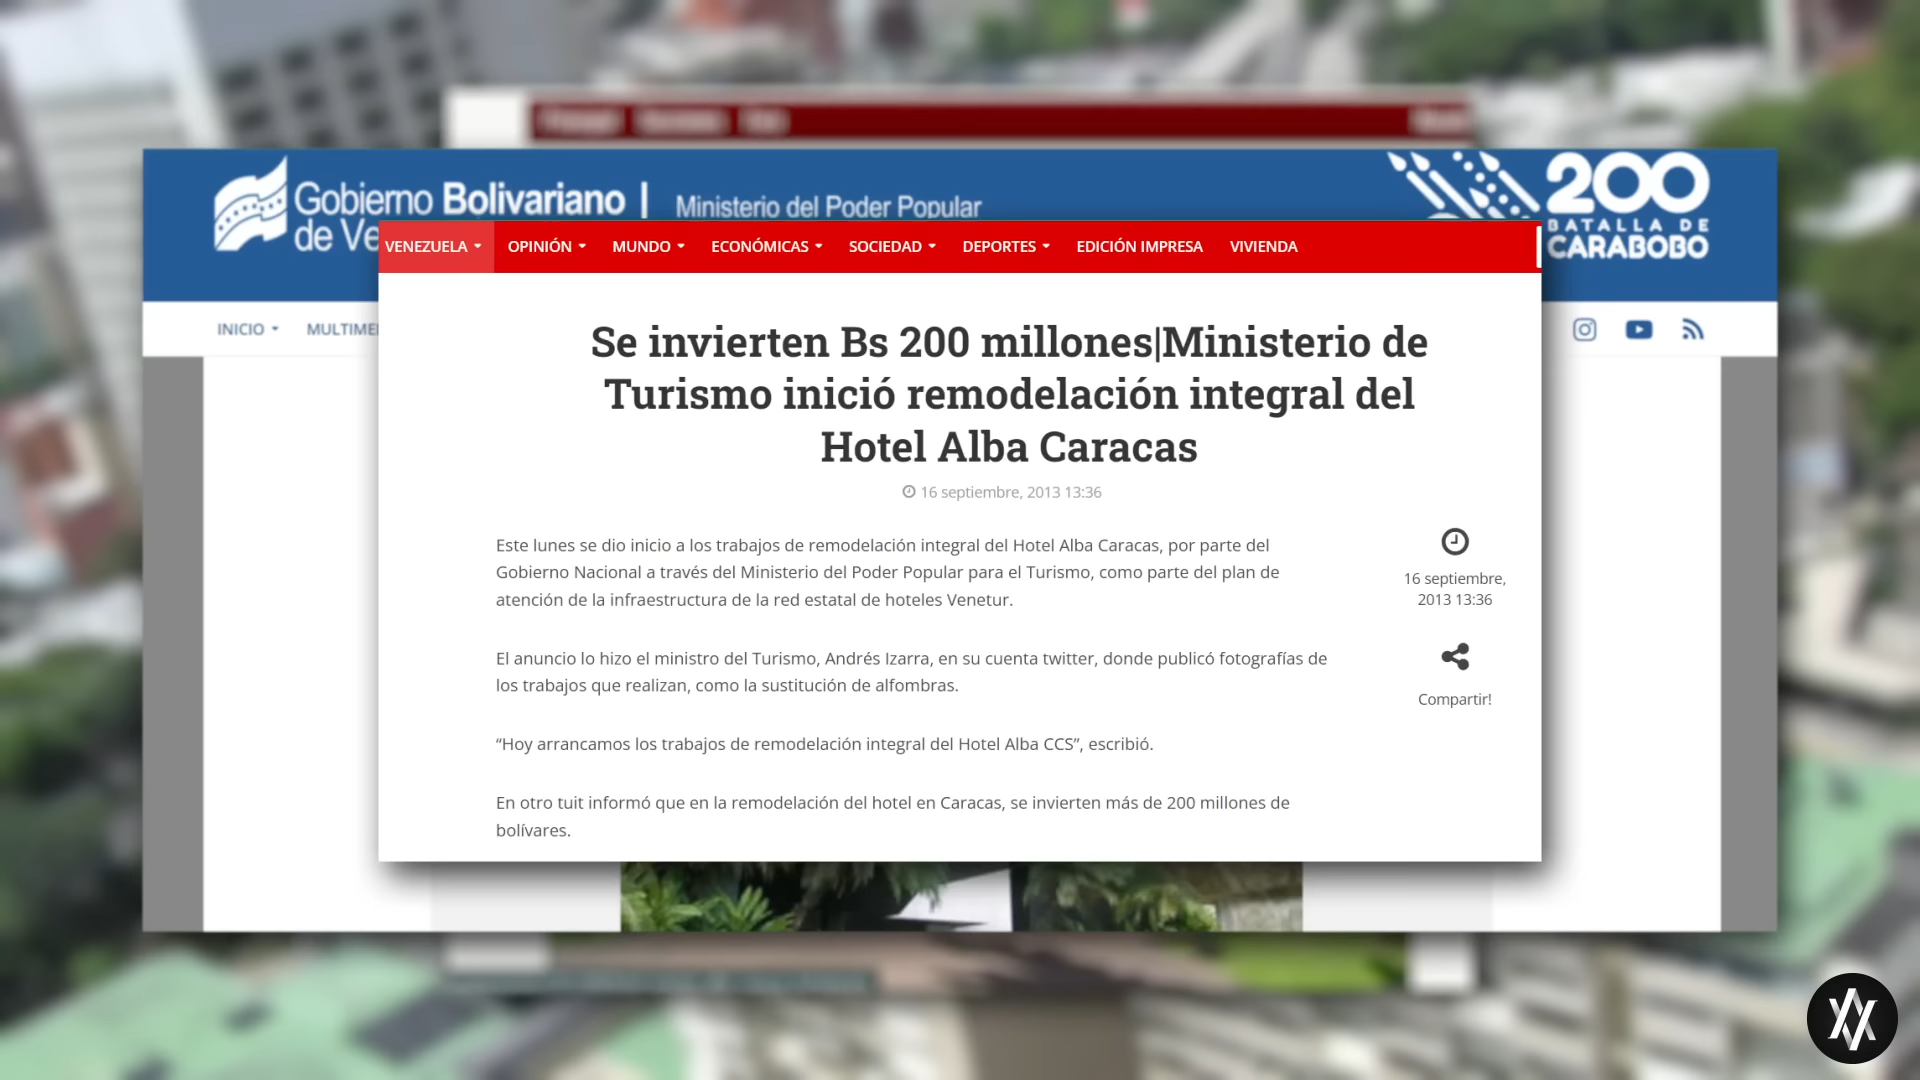 Gobierno Bolivariano
de Ve
Ministerio del Poder Popular
200
BATALLA DE
CARABOBO
VENEZUELA OPINIÓN MUNDO ECONÓMICAS SOCIEDAD DEPORTES EDICIÓN IMPRESA VIVIENDA
INICIO
Se invierten Bs 200 millones|Ministerio de
Turismo inició remodelación integral del
Hotel Alba Caracas
16 septiembre, 2013 13:36
Este lunes se dio inicio a los trabajos de remodelación integral del Hotel Alba Caracas, por parte del
Gobierno Nacional a través del Ministerio del Poder Popular para el Turismo, como parte del plan de
atención de la infraestructura de la red estatal de hoteles Venetur.
El anuncio lo hizo el ministro del Turismo, Andrés Izarra, en su cuenta twitter, donde publicó fotografías de
los trabajos que realizan, como la sustitución de alfombras.
“Hoy arrancamos los trabajos de remodelación integral del Hotel Alba CCS”, escribió.
En otro tuit informó que en la remodelación del hotel en Caracas, se invierten más de 200 millones de
bolívares.
16 septiembre,
2013 13:36
Compartir!